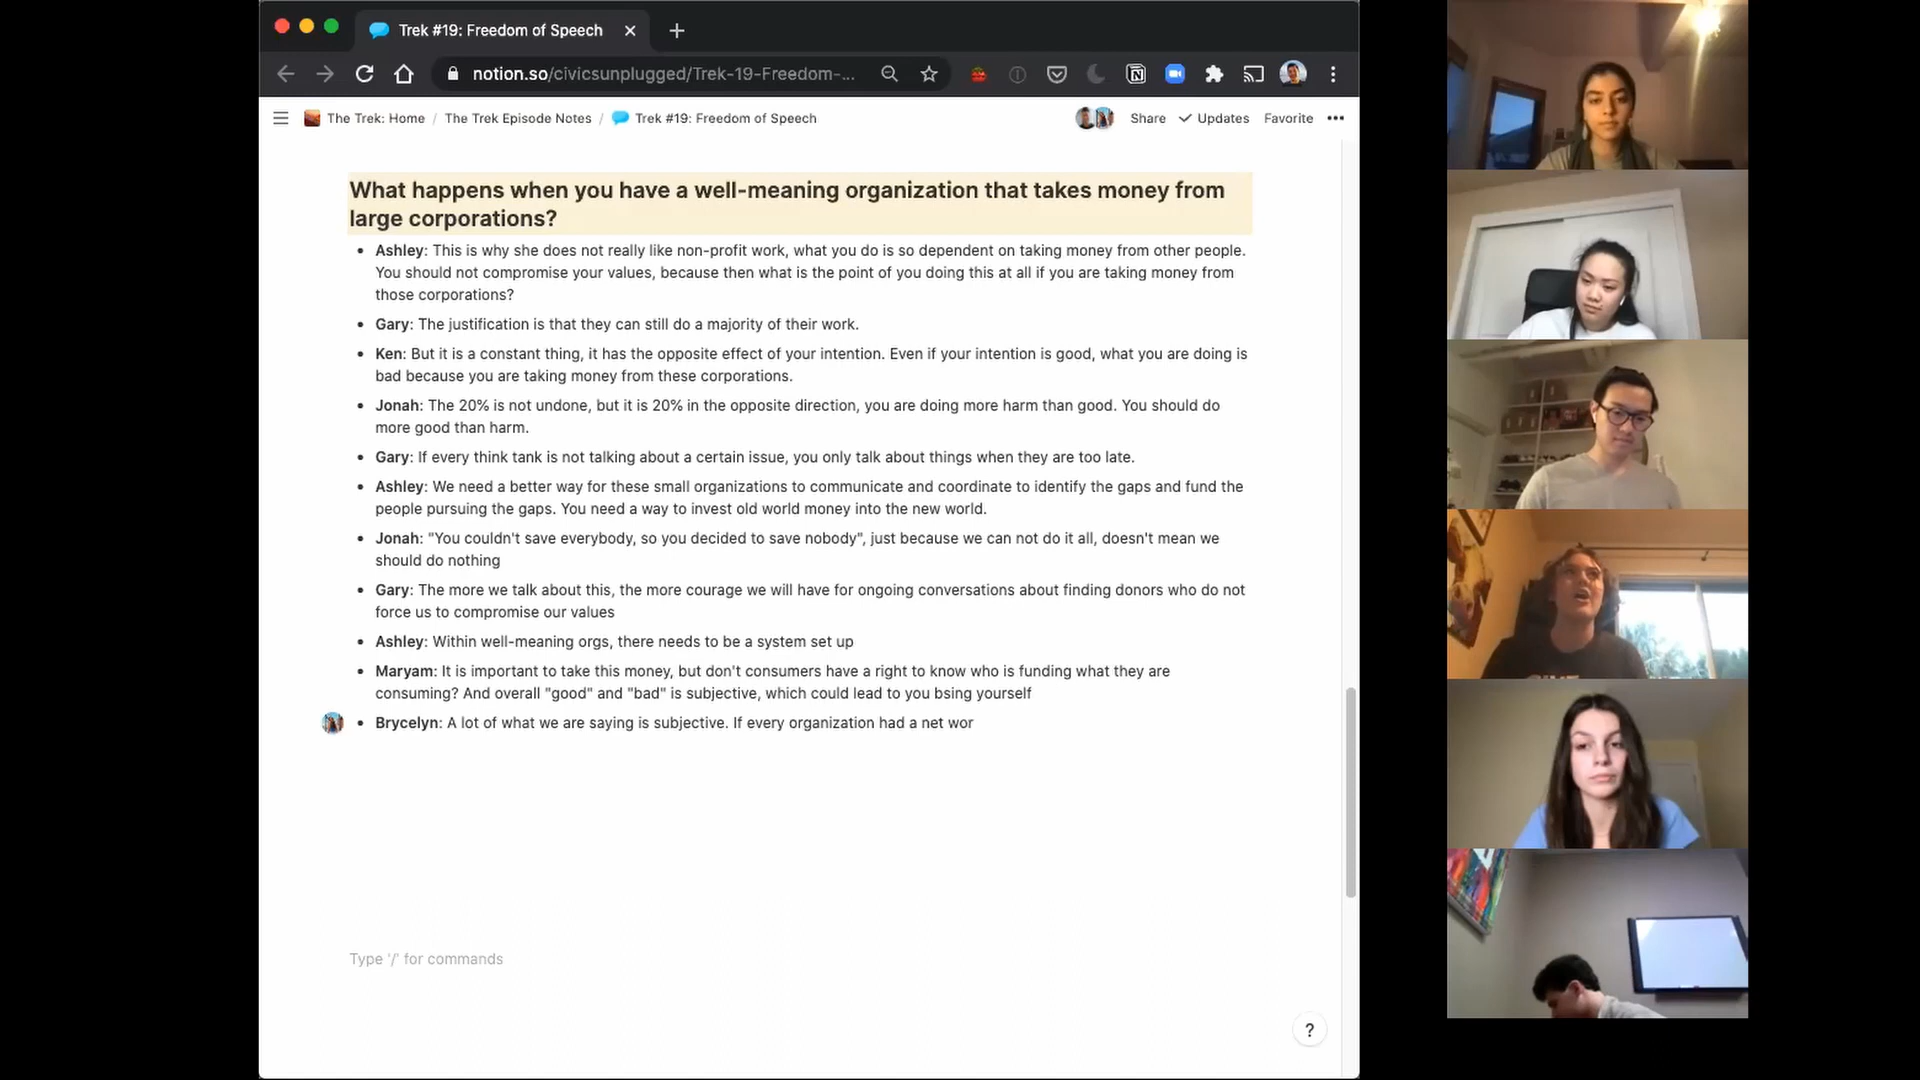 Trek #19: Freedom of Speech
notion.so/civicsunplugged/Trek-19-Freedom-...
The Trek: Home / The Trek Episode Notes / Trek #19: Freedom of Speech
Share Updates Favorite
What happens when you have a well-meaning organization that takes money from
large corporations?
Ashley: This is why she does not really like non-profit work, what you do is so dependent on taking money from other people.
You should not compromise your values, because then what is the point of you doing this at all if you are taking money from
those corporations?
Gary: The justification is that they can still do a majority of their work.
Ken: But it is a constant thing, it has the opposite effect of your intention. Even if your intention is good, what you are doing is
bad because you are taking money from these corporations.
Jonah: The 20% is not undone, but it is 20% in the opposite direction, you are doing more harm than good. You should do
more good than harm.
Gary: If every think tank is not talking about a certain issue, you only talk about things when they are too late.
Ashley: We need a better way for these small organizations to communicate and coordinate to identify the gaps and fund the
people pursuing the gaps. You need a way to invest old world money into the new world.
Jonah: "You couldn't save everybody, so you decided to save nobody", just because we can not do it all, doesn't mean we
should do nothing
Gary: The more we talk about this, the more courage we will have for ongoing conversations about finding donors who do not
force us to compromise our values
Ashley: Within well-meaning orgs, there needs to be a system set up
Maryam: It is important to take this money, but don't consumers have a right to know who is funding what they are
consuming? And overall "good" and "bad" is subjective, which could lead to you bsing yourself
Brycelyn: A lot of what we are saying is subjective. If every organization had a net wor
Type '/' for commands
?